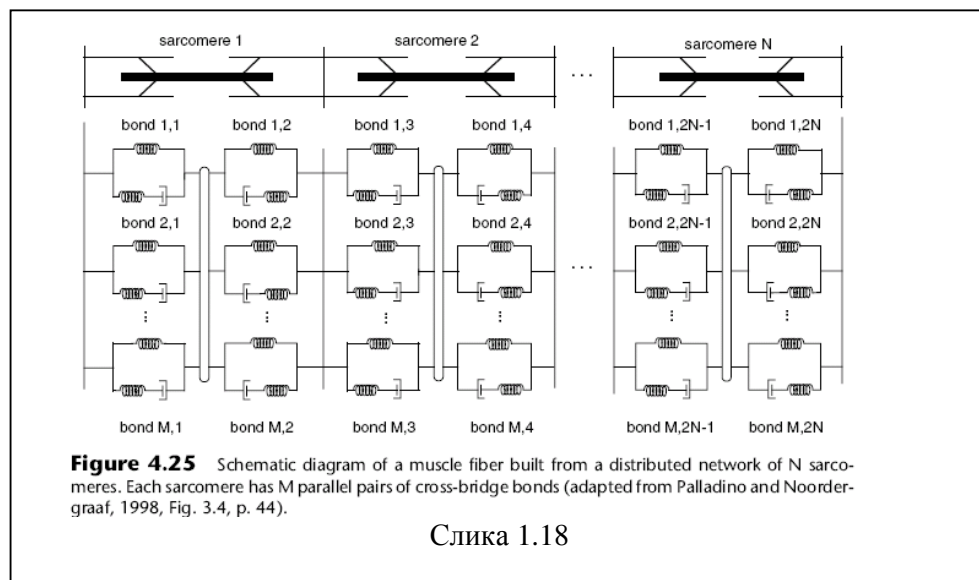 sarcomere 1 sarcomere 2 sarcomere N
...
bond 1,1 bond 1,2 bond 1,3 bond 1,4 bond 1,2N-1 bond 1,2N
bond 2,1 bond 2,2 bond 2,3 bond 2,4 bond 2,2N-1 bond 2,2N
...
bond M,1 bond M,2 bond M,3 bond M,4 bond M,2N-1 bond M,2N
Figure 4.25 Schematic diagram of a muscle fiber built from a distributed network of N sarco-
meres. Each sarcomere has M parallel pairs of cross-bridge bonds (adapted from Palladino and Noorder-
graaf, 1998, Fig. 3.4, p. 44).
Слика 1.18